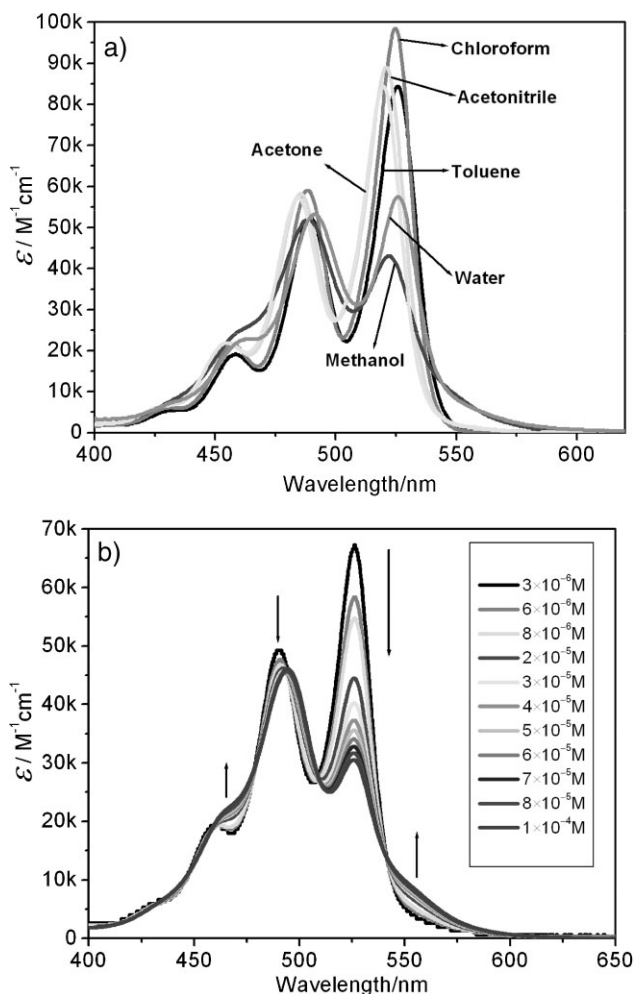 a)
100k
90k
80k
70k
60k
50k
40k
30k
20k
10k
0
ε / M⁻¹cm⁻¹
Chloroform
Acetonitrile
Acetone
Toluene
Water
Methanol
400 450 500 550 600
Wavelength/nm
b)
70k
60k
50k
40k
30k
20k
10k
0
ε / M⁻¹cm⁻¹
3×10⁻⁶M
6×10⁻⁶M
8×10⁻⁶M
2×10⁻⁵M
3×10⁻⁵M
4×10⁻⁵M
5×10⁻⁵M
6×10⁻⁵M
7×10⁻⁵M
8×10⁻⁵M
1×10⁻⁴M
400 450 500 550 600 650
Wavelength/nm